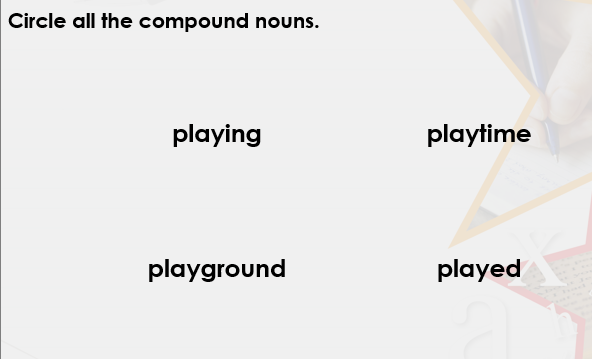 Circle all the compound nouns.
playing playtime
playground played